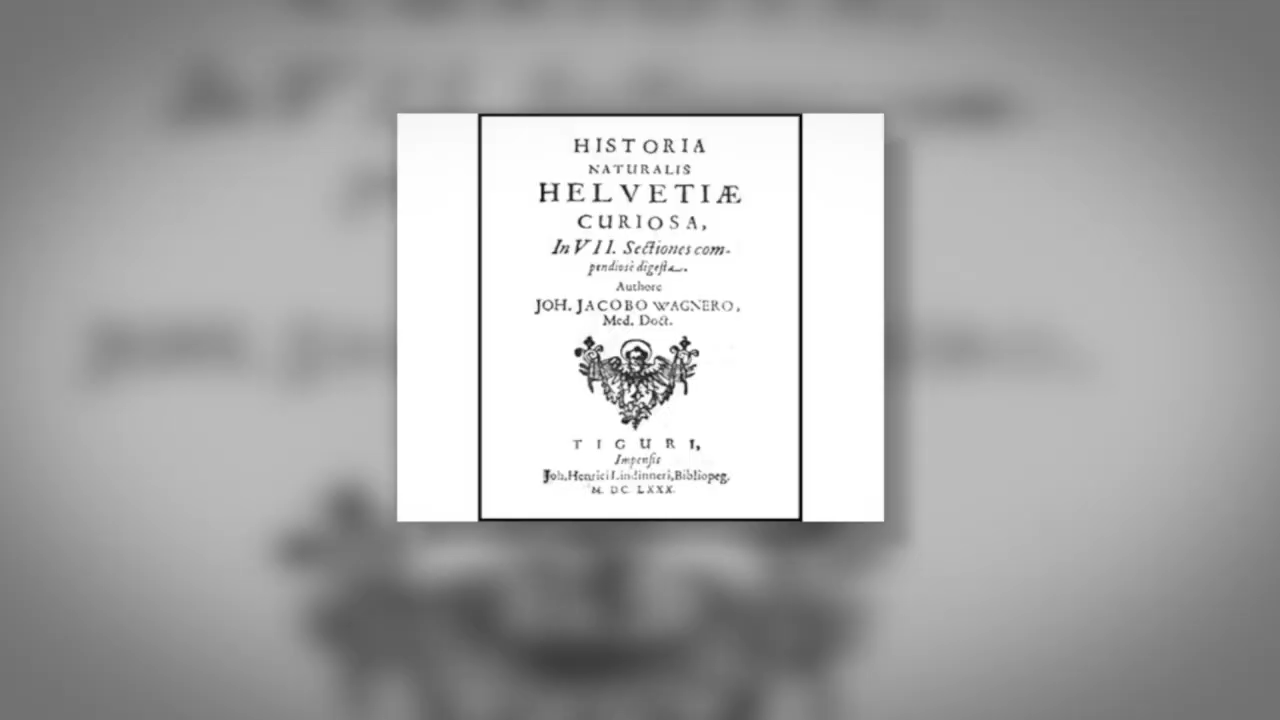 HISTORIA
NATURALIS
HELVETIÆ
CURIOSA,
In VII. Sectiones com-
pendiosè digesta.
Authore
JOH. JACOBO WAGNERO,
Med. Doct.
TIGURI,
Impensis
Joh. Henrici Lindinneri, Bibliopeg.
M. DC. LXXX.